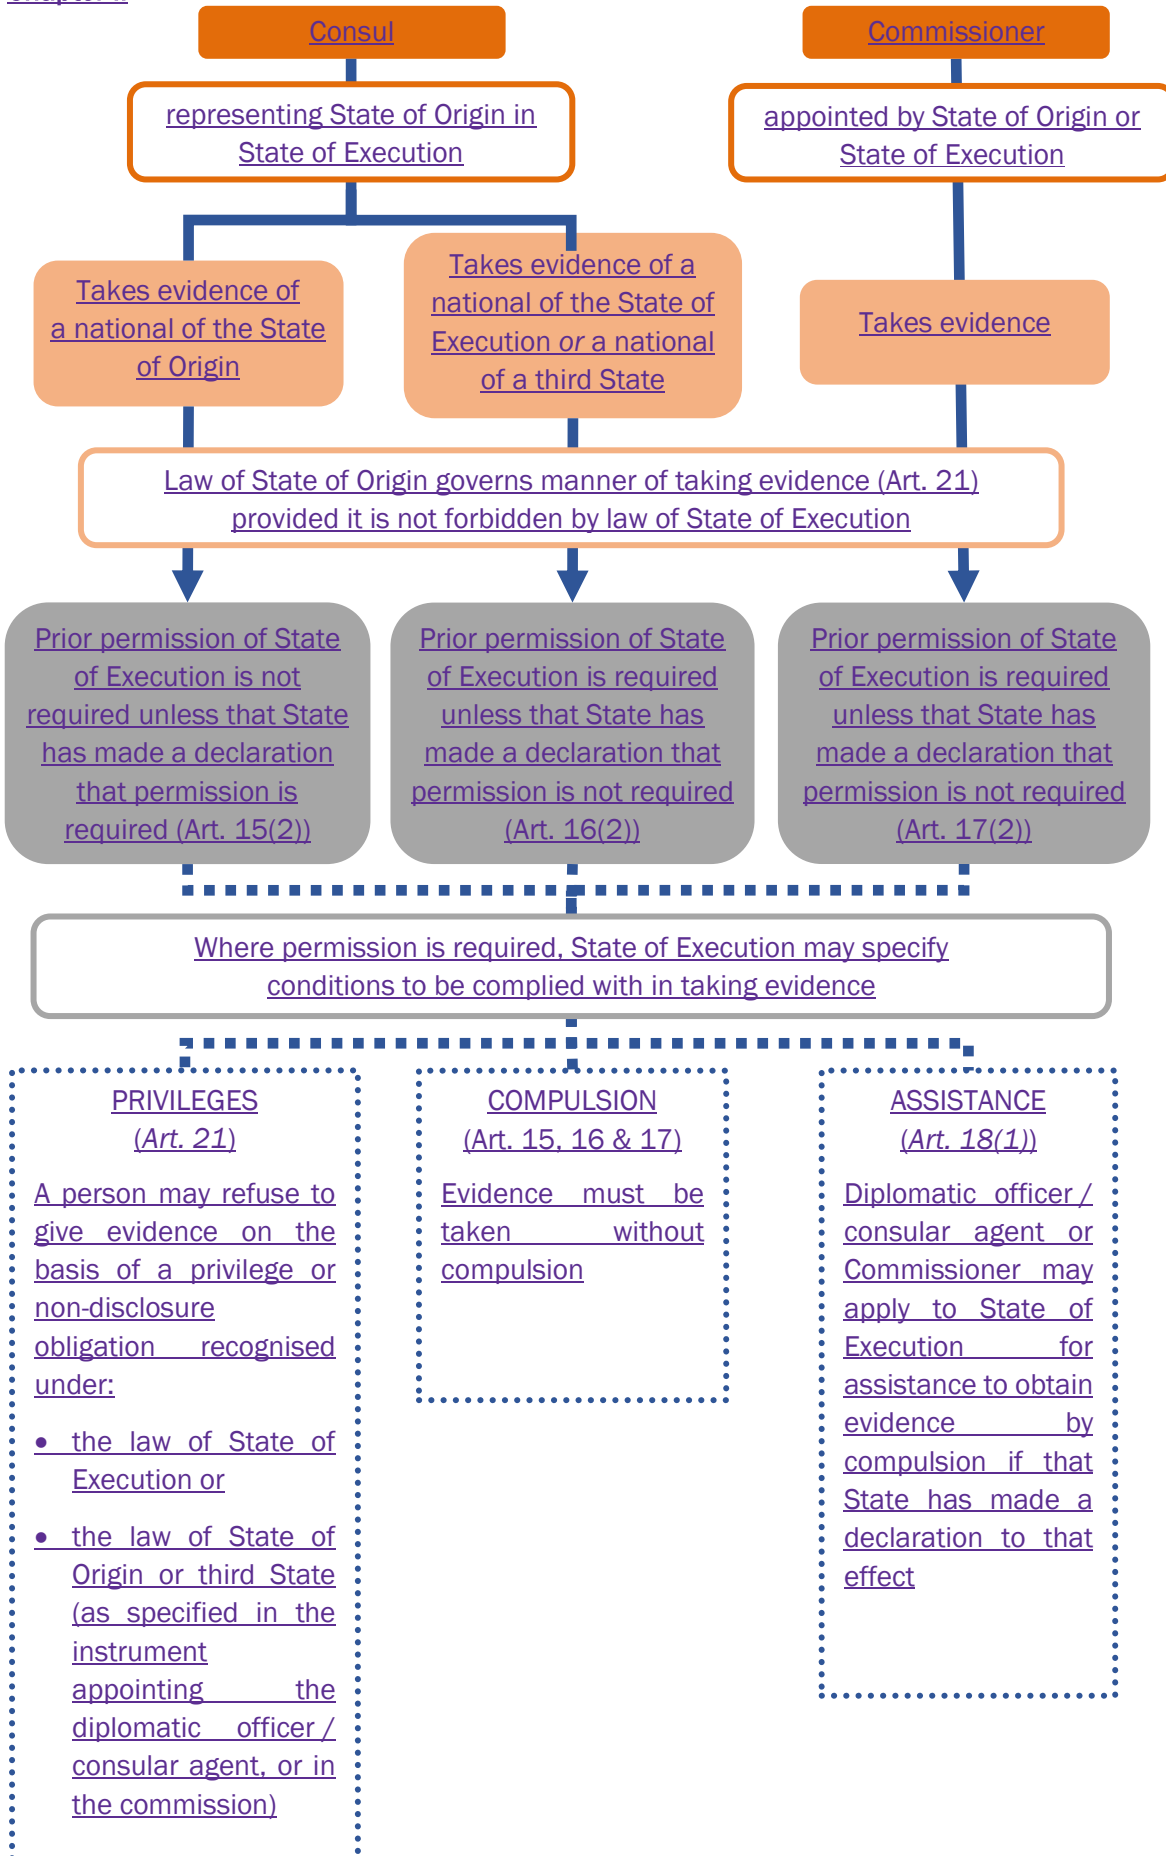 Consul
Commissioner
representing State of Origin in
State of Execution
appointed by State of Origin or
State of Execution
Takes evidence of
a national of the State
of Origin
Takes evidence of a
national of the State of
Execution or a national
of a third State
Takes evidence
Law of State of Origin governs manner of taking evidence (Art. 21)
provided it is not forbidden by law of State of Execution
Prior permission of State
of Execution is not
required unless that State
has made a declaration
that permission is
required (Art. 15(2))
Prior permission of State
of Execution is required
unless that State has
made a declaration that
permission is not required
(Art. 16(2))
Prior permission of State
of Execution is required
unless that State has
made a declaration that
permission is not required
(Art. 17(2))
Where permission is required, State of Execution may specify
conditions to be complied with in taking evidence
PRIVILEGES
(Art. 21)
A person may refuse to
give evidence on the
basis of a privilege or
non-disclosure
obligation recognised
under:
• the law of State of
Execution or
• the law of State of
Origin or third State
(as specified in the
instrument
appointing the
diplomatic officer /
consular agent, or in
the commission)
COMPULSION
(Art. 15, 16 & 17)
Evidence must be
taken without
compulsion
ASSISTANCE
(Art. 18(1))
Diplomatic officer /
consular agent or
Commissioner may
apply to State of
Execution for
assistance to obtain
evidence by
compulsion if that
State has made a
declaration to that
effect